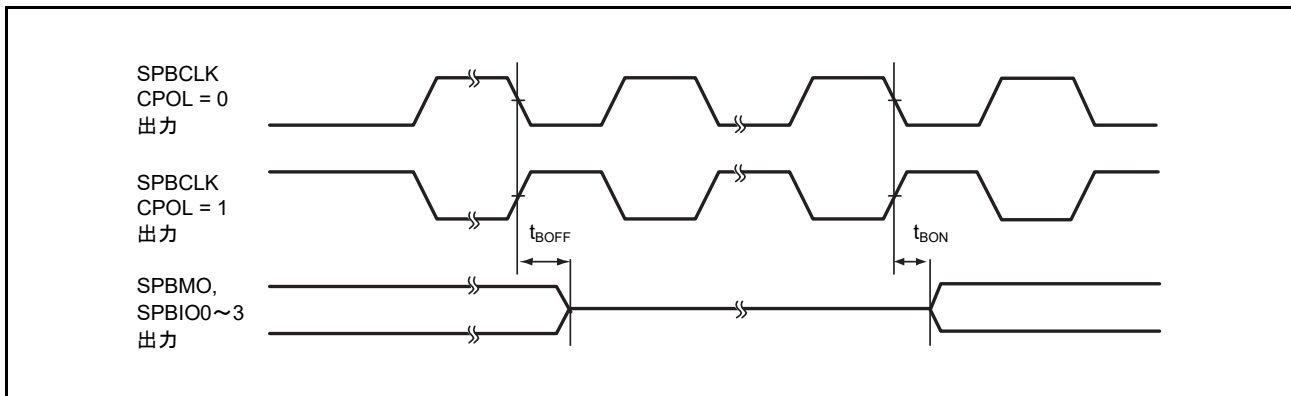 SPBCLK
CPOL = 0
出力
SPBCLK
CPOL = 1
出力
tBOFF
tBON
SPBMO,
SPBIO0～3
出力